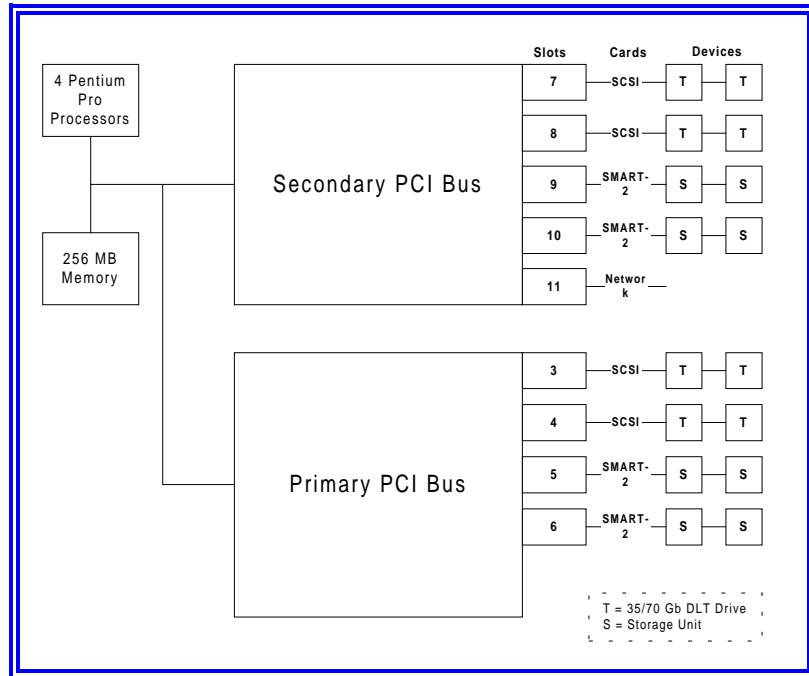 Slots Cards Devices
4 Pentium
Pro
Processors
256 MB
Memory
Secondary PCI Bus
7 SCSI T T
8 SCSI T T
9 SMART-
2 S S
10 SMART-
2 S S
11 Networ
k
Primary PCI Bus
3 SCSI T T
4 SCSI T T
5 SMART-
2 S S
6 SMART-
2 S S
T = 35/70 Gb DLT Drive
S = Storage Unit